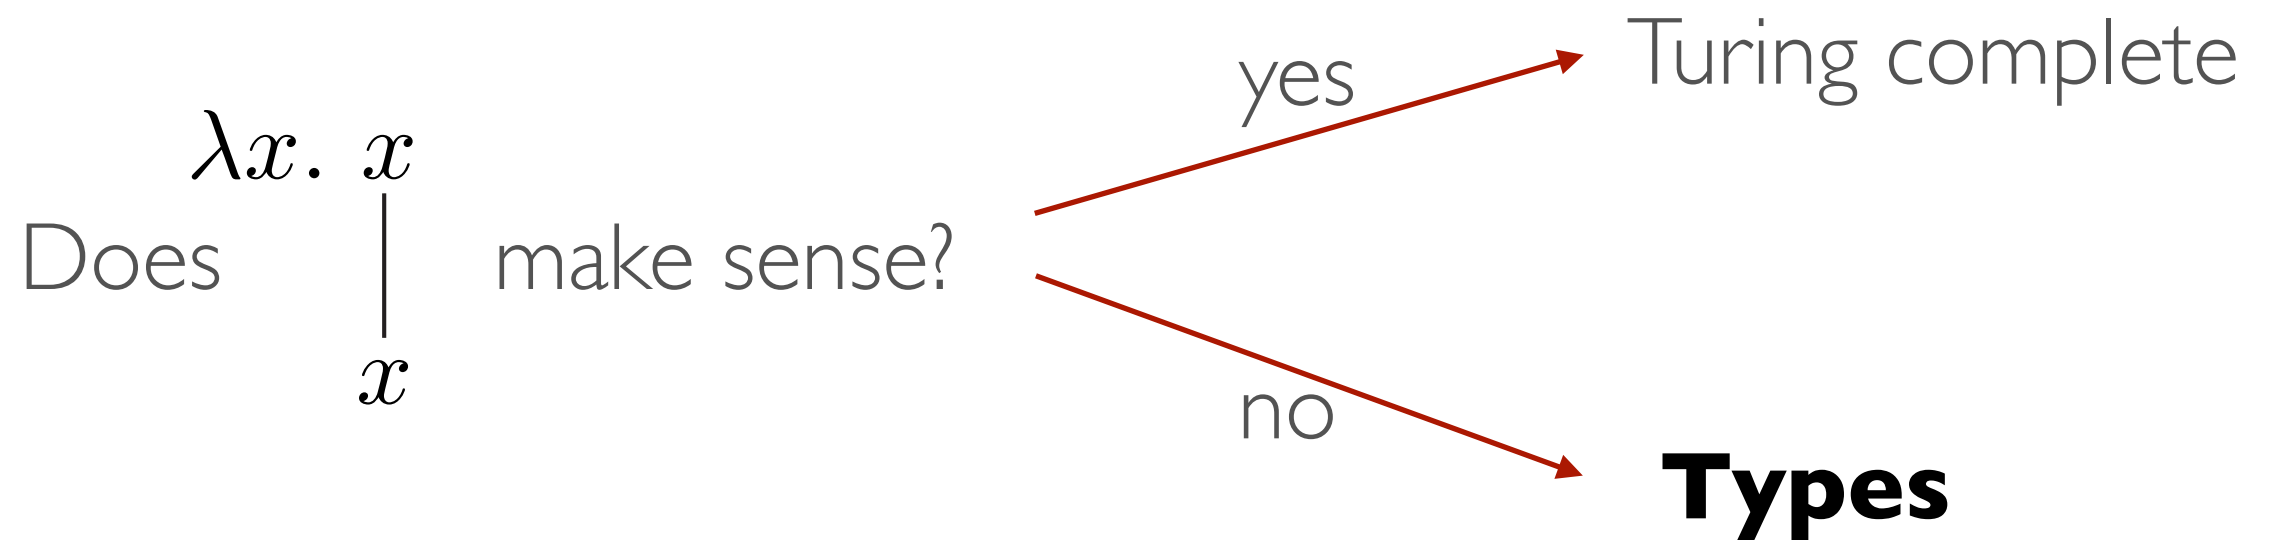 Does λx. x | x make sense?
yes
Turing complete
no
Types